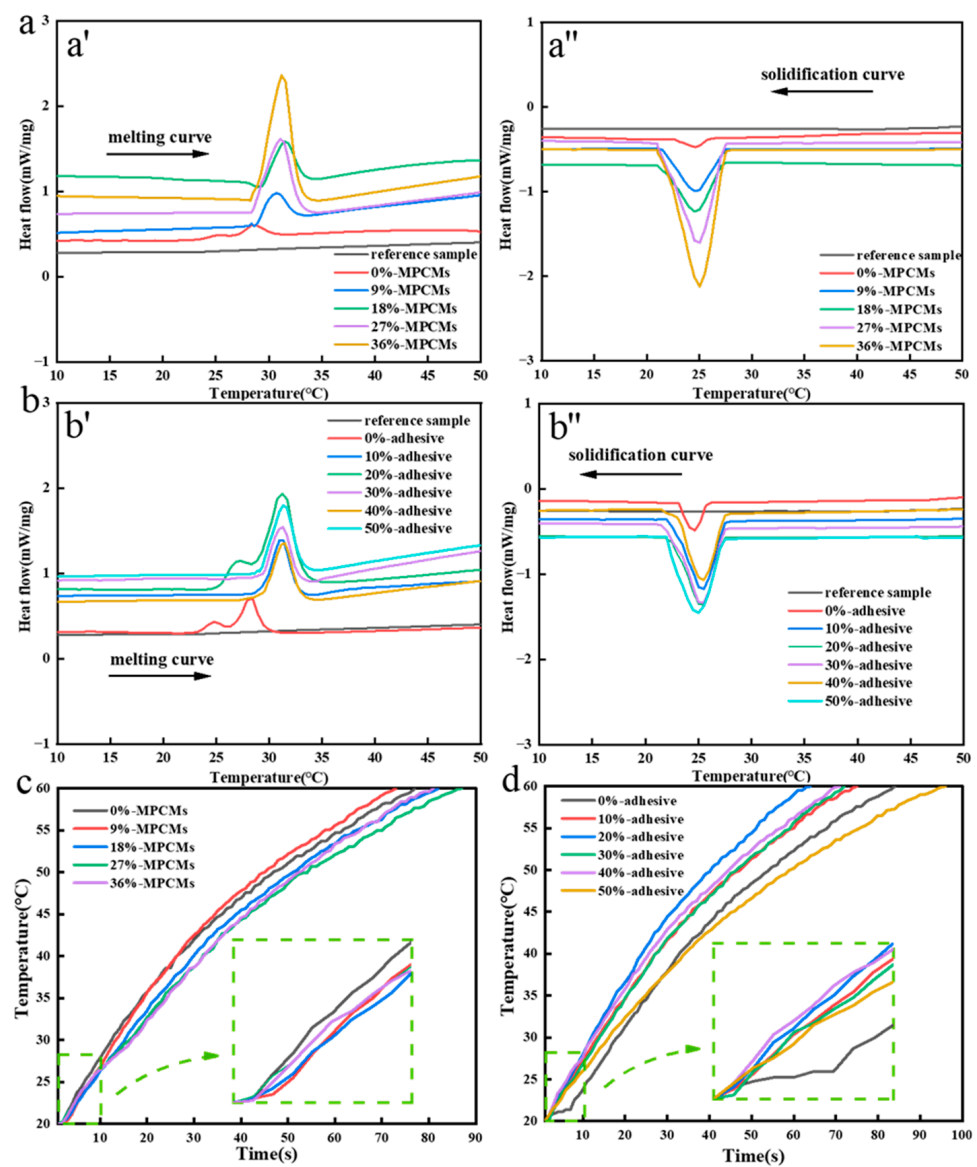 a
a'
3
2
1
0
−1
Heat flow(mW/mg)
melting curve
reference sample
0%-MPCMs
9%-MPCMs
18%-MPCMs
27%-MPCMs
36%-MPCMs
10 15 20 25 30 35 40 45 50
Temperature(°C)
a"
1
0
−1
−2
−3
Heat flow(mW/mg)
solidification curve
reference sample
0%-MPCMs
9%-MPCMs
18%-MPCMs
27%-MPCMs
36%-MPCMs
10 15 20 25 30 35 40 45 50
Temperature(°C)
b
b'
3
2
1
0
−1
Heat flow(mW/mg)
reference sample
0%-adhesive
10%-adhesive
20%-adhesive
30%-adhesive
40%-adhesive
50%-adhesive
melting curve
10 15 20 25 30 35 40 45 50
Temperature(°C)
b"
1
0
−1
−2
−3
Heat flow(mW/mg)
solidification curve
reference sample
0%-adhesive
10%-adhesive
20%-adhesive
30%-adhesive
40%-adhesive
50%-adhesive
10 15 20 25 30 35 40 45 50
Temperature(°C)
c
60
55
50
45
40
35
30
25
20
Temperature(°C)
0%-MPCMs
9%-MPCMs
18%-MPCMs
27%-MPCMs
36%-MPCMs
10 20 30 40 50 60 70 80 90
Time(s)
d
60
55
50
45
40
35
30
25
20
Temperature(°C)
0%-adhesive
10%-adhesive
20%-adhesive
30%-adhesive
40%-adhesive
50%-adhesive
10 20 30 40 50 60 70 80 90 100
Time(s)